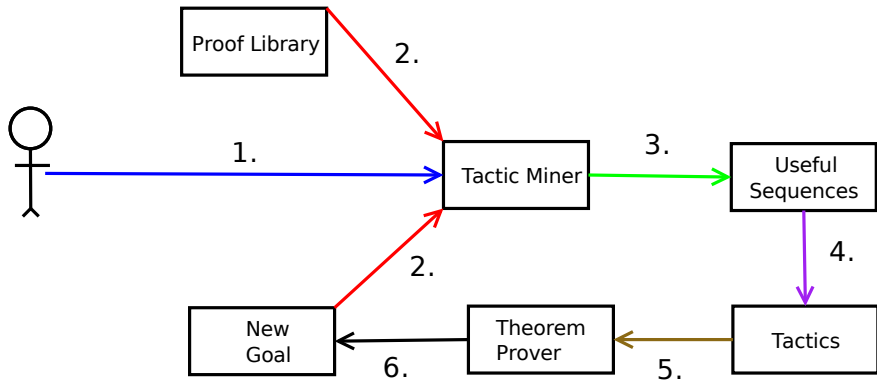 Proof Library
2.
1.
Tactic Miner
3.
Useful
Sequences
2.
4.
New
Goal
6.
Theorem
Prover
5.
Tactics